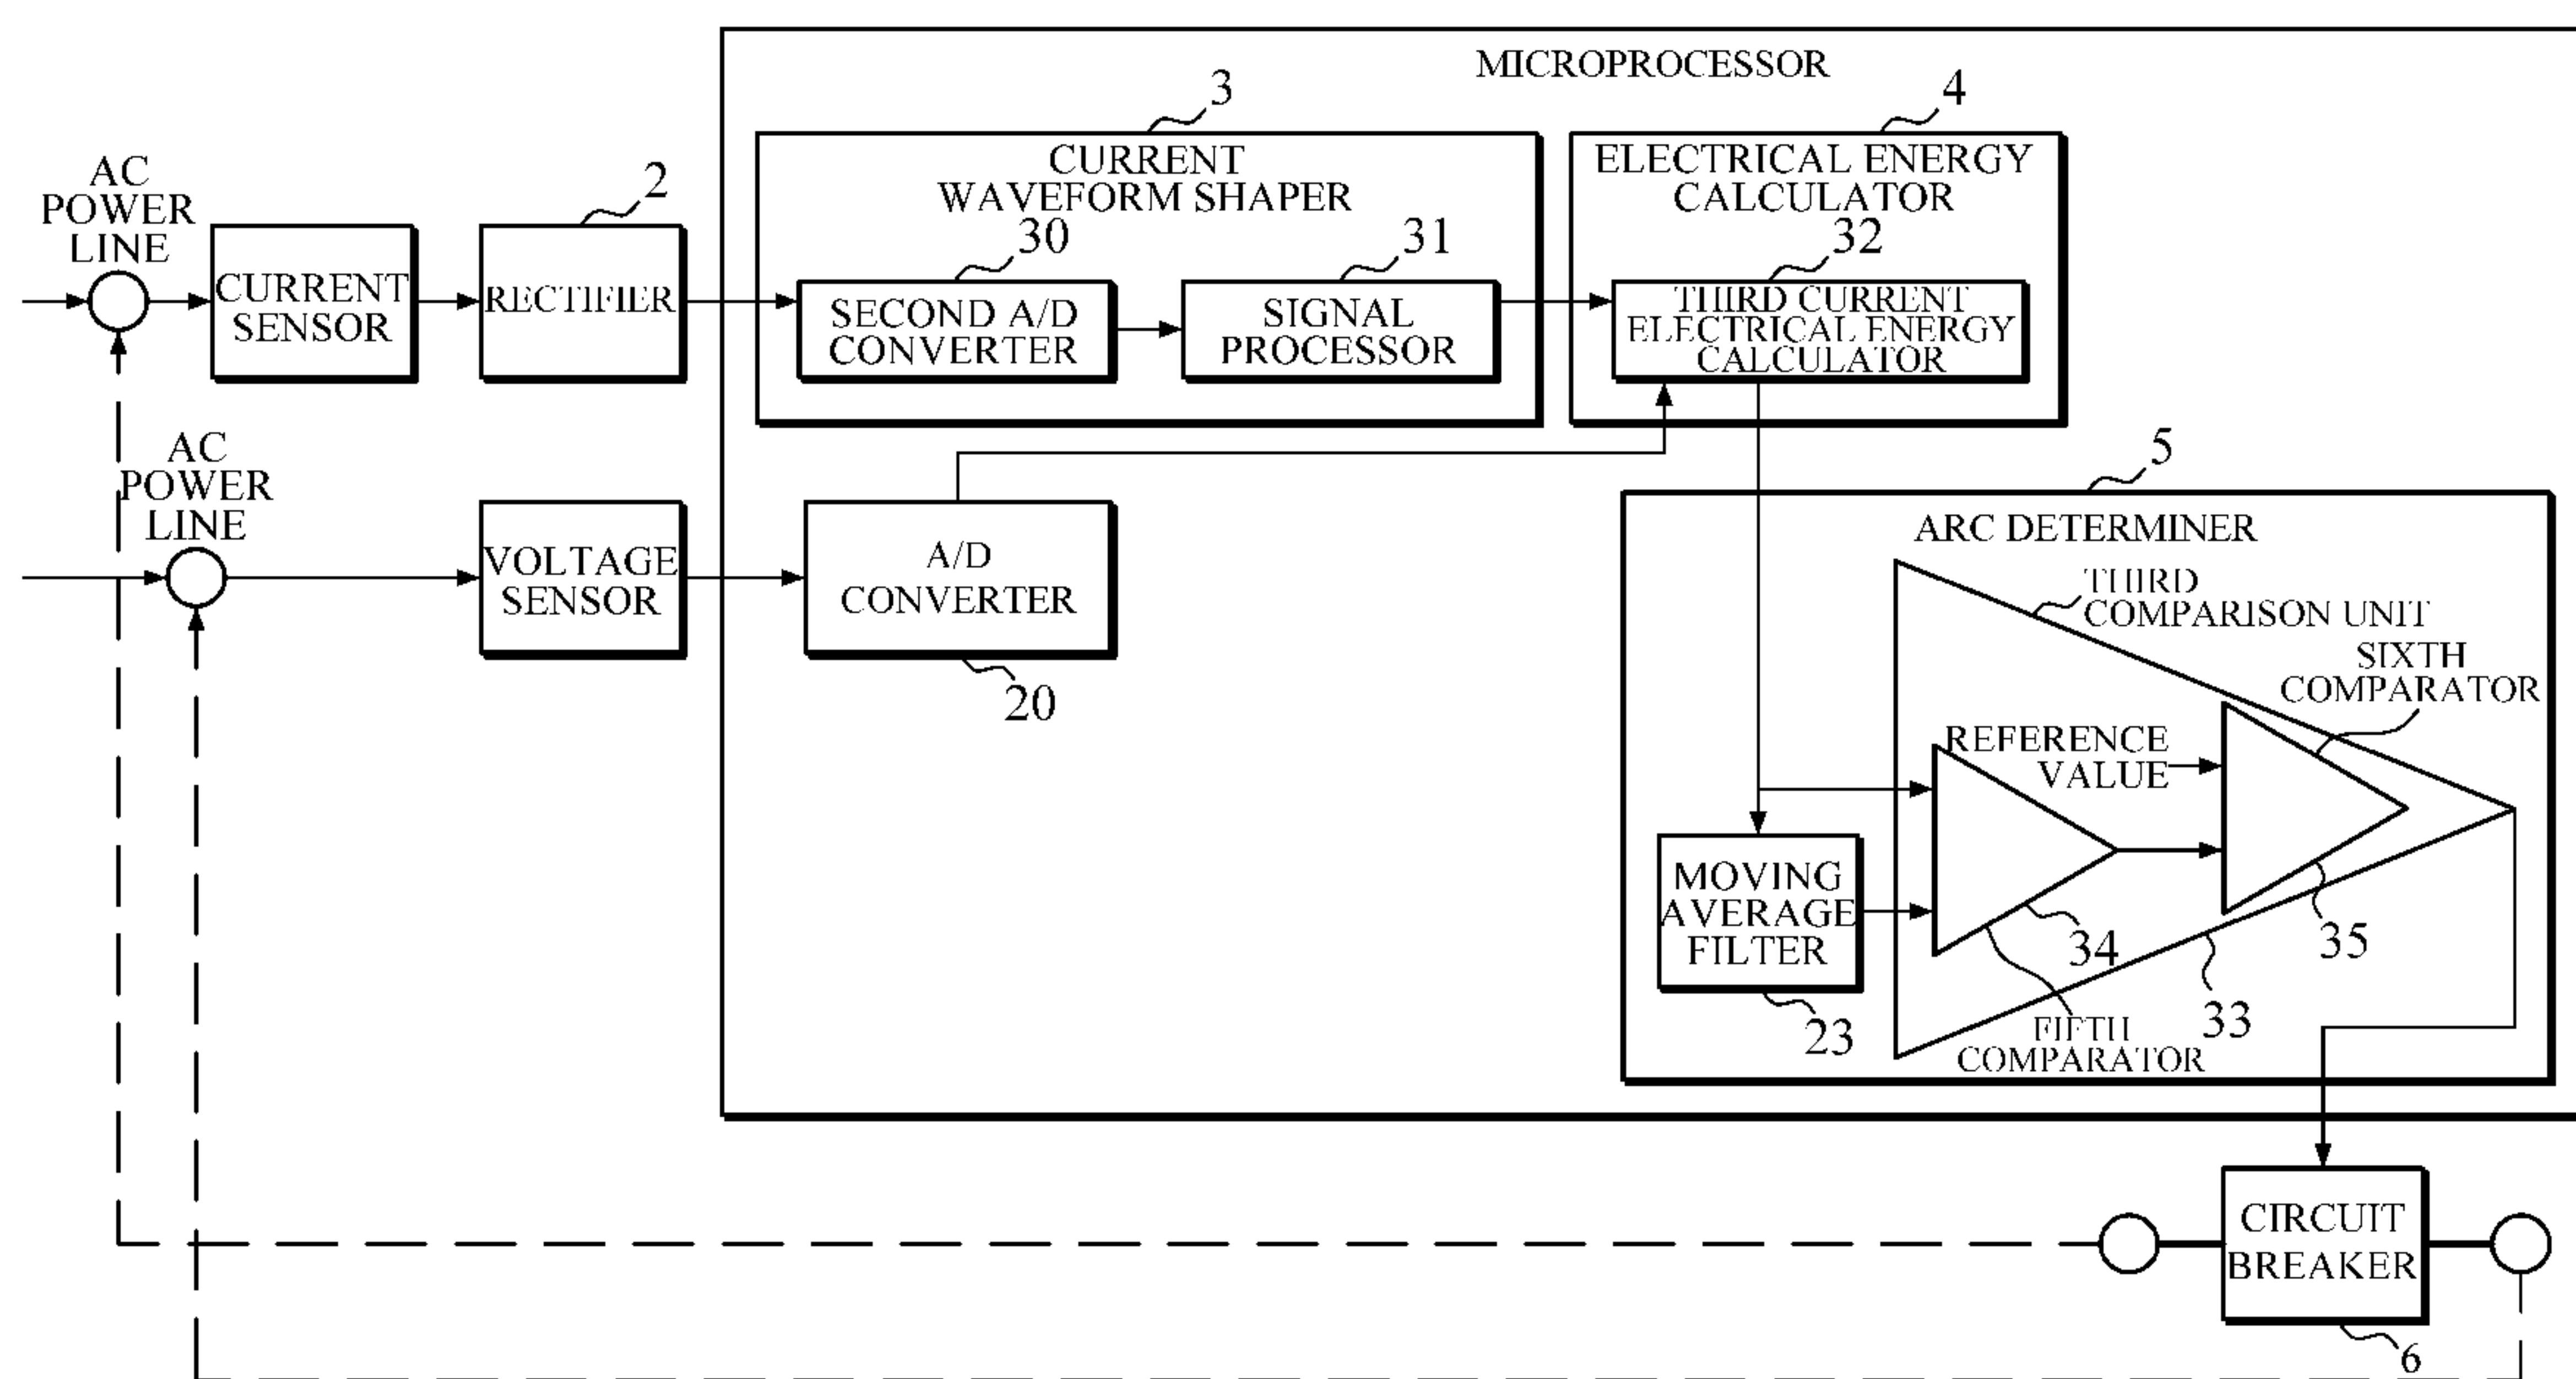 MICROPROCESSOR
3
4
CURRENT
WAVEFORM SHAPER
ELECTRICAL ENERGY
CALCULATOR
AC
POWER
LINE
2
30
31
32
CURRENT
SENSOR
RECTIFIER
SECOND A/D
CONVERTER
SIGNAL
PROCESSOR
THIRD CURRENT
ELECTRICAL ENERGY
CALCULATOR
AC
POWER
LINE
VOLTAGE
SENSOR
A/D
CONVERTER
20
5
ARC DETERMINER
THIRD
COMPARISON UNIT
SIXTH
COMPARATOR
REFERENCE
VALUE
MOVING
AVERAGE
FILTER
23
34
35
33
FIFTH
COMPARATOR
CIRCUIT
BREAKER
6